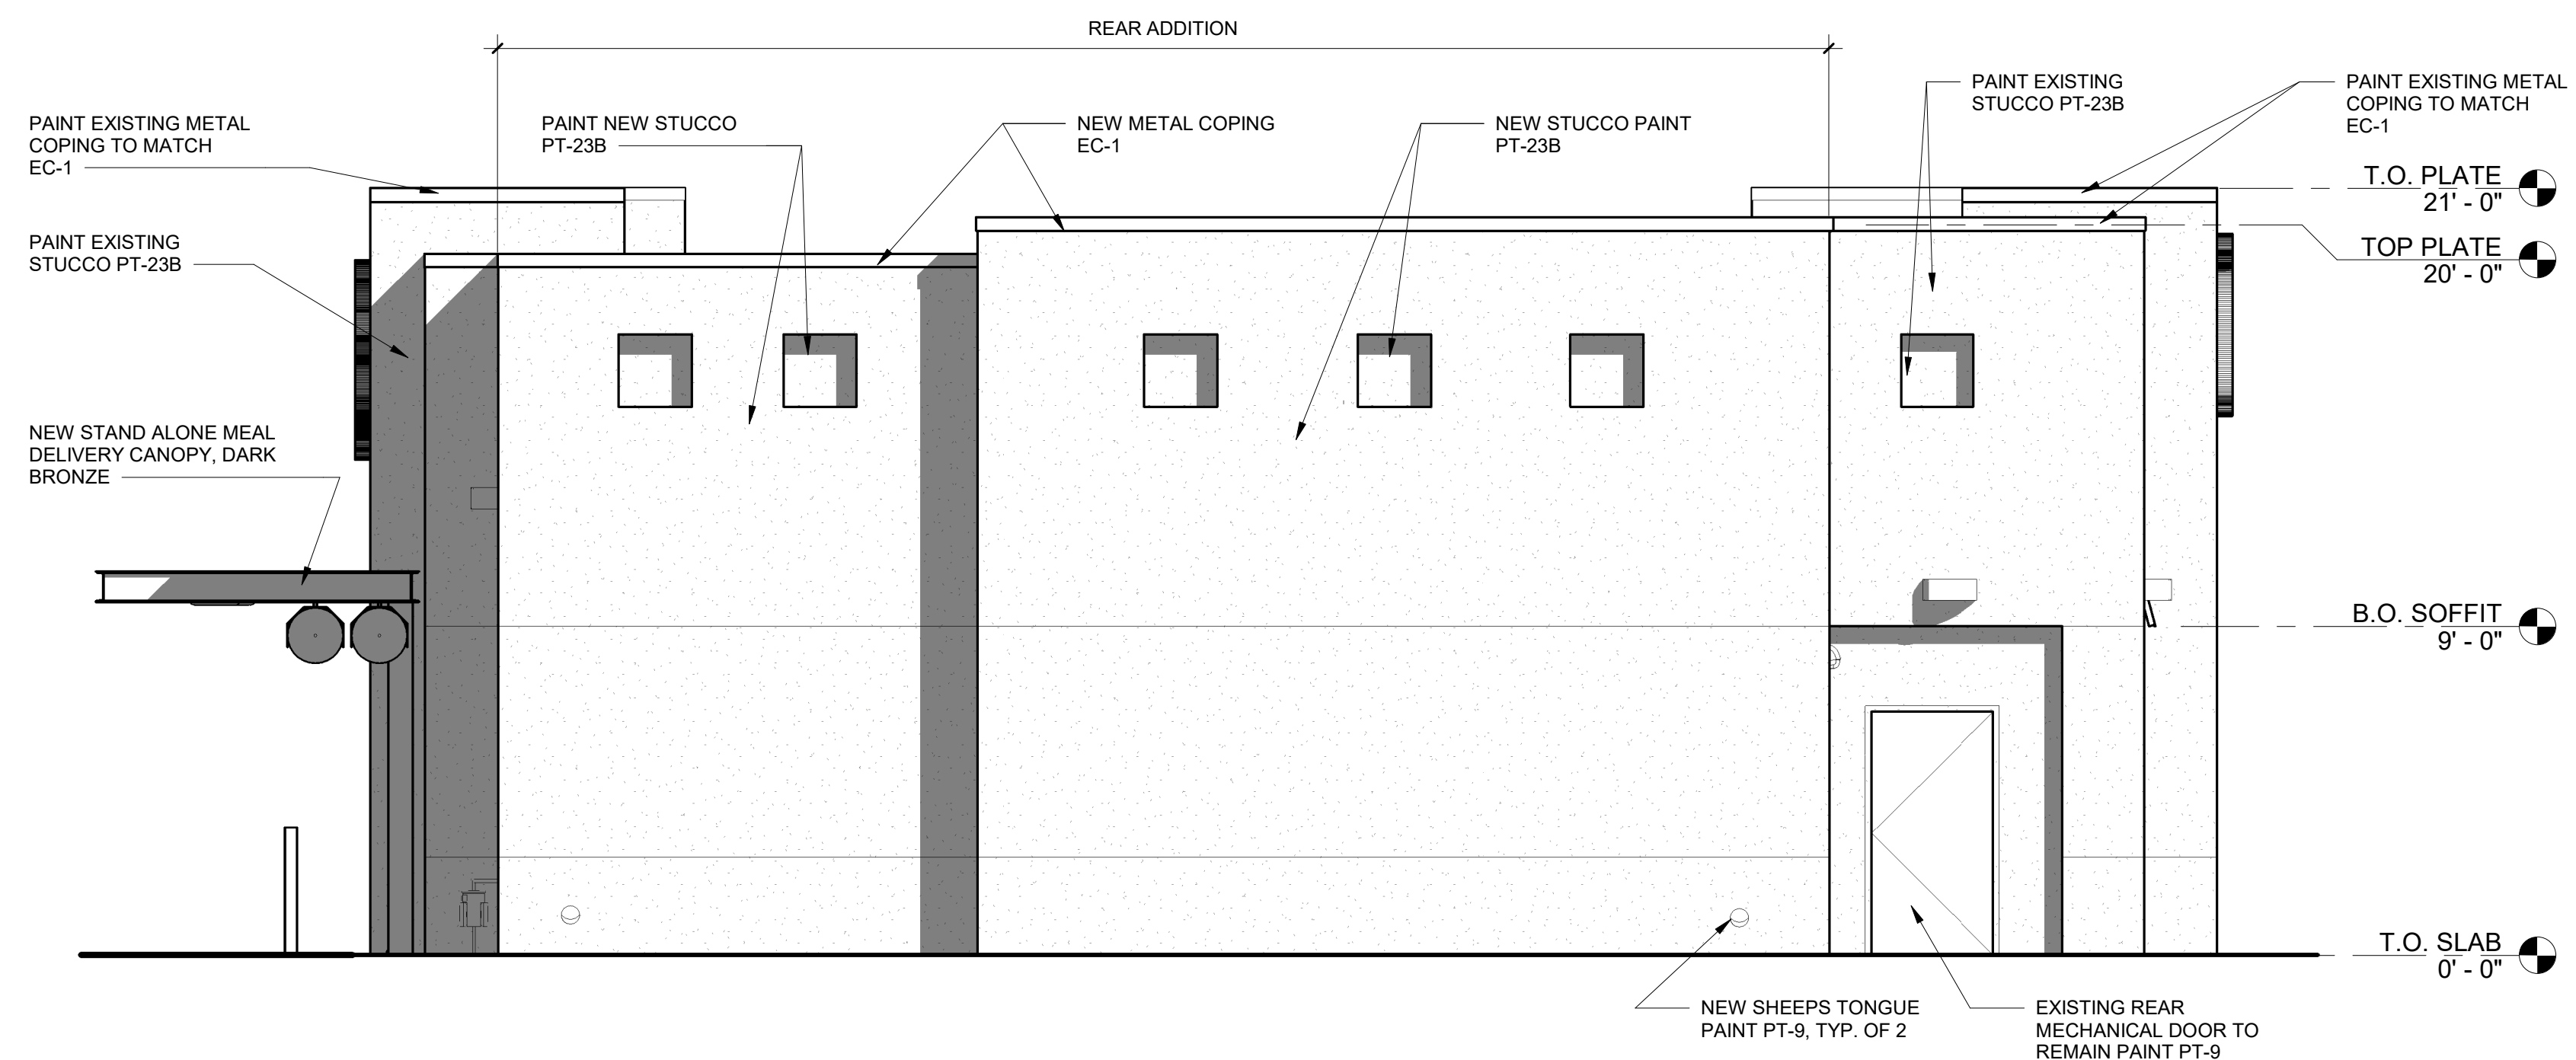 REAR ADDITION
PAINT EXISTING METAL
COPING TO MATCH
EC-1
PAINT NEW STUCCO
PT-23B
NEW METAL COPING
EC-1
NEW STUCCO PAINT
PT-23B
PAINT EXISTING
STUCCO PT-23B
PAINT EXISTING METAL
COPING TO MATCH
EC-1
T.O. PLATE
21' - 0"
PAINT EXISTING
STUCCO PT-23B
TOP PLATE
20' - 0"
NEW STAND ALONE MEAL
DELIVERY CANOPY, DARK
BRONZE
B.O. SOFFIT
9' - 0"
T.O. SLAB
0' - 0"
NEW SHEEPS TONGUE
PAINT PT-9, TYP. OF 2
EXISTING REAR
MECHANICAL DOOR TO
REMAIN PAINT PT-9